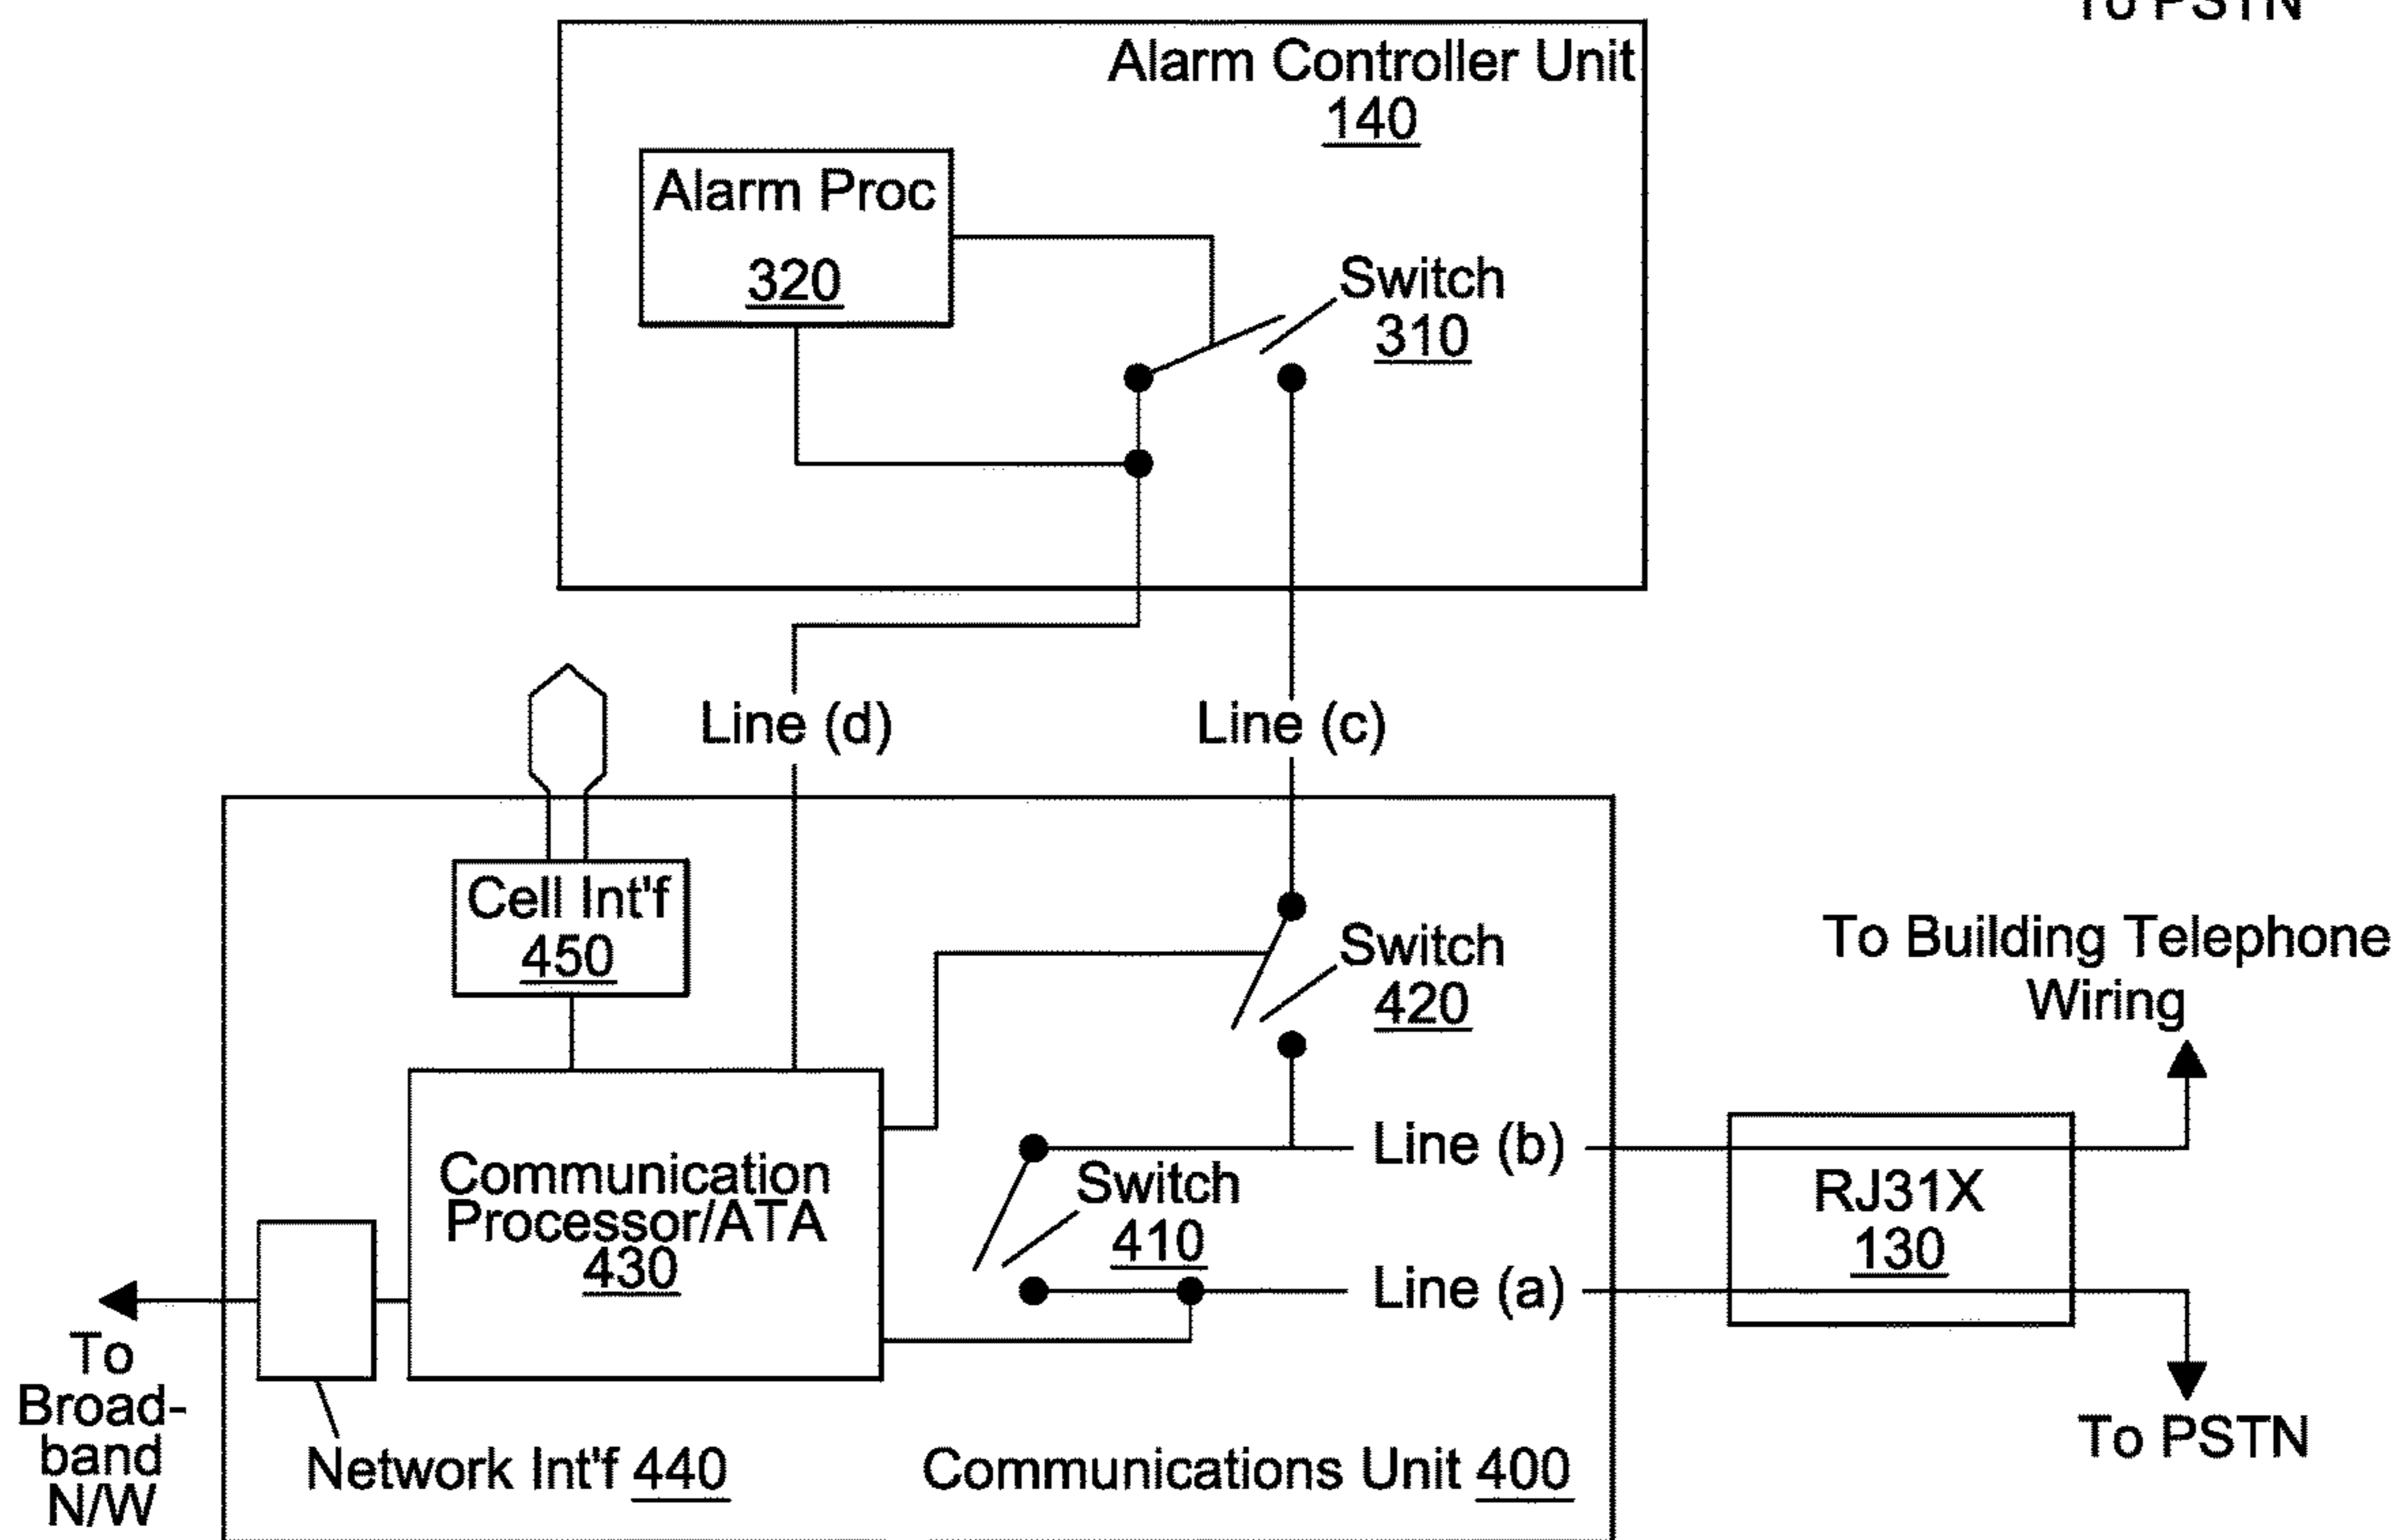 To PSTN
Alarm Controller Unit
140
Alarm Proc
320
Switch
310
Line (d)
Line (c)
Cell Int'f
450
Switch
420
To Building Telephone
Wiring
Communication
Processor/ATA
430
Line (b)
Switch
410
Line (a)
RJ31X
130
To
Broad-
band
N/W
Network Int'f 440
Communications Unit 400
To PSTN